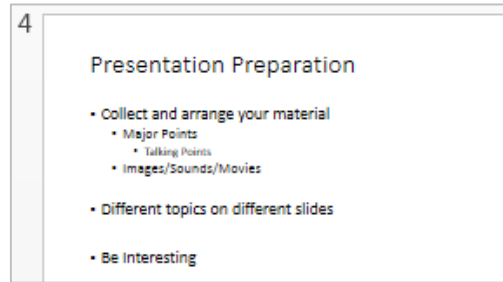 4
Presentation Preparation
▪ Collect and arrange your material
▪ Major Points
▪ Talking Points
▪ Images/Sounds/Movies
▪ Different topics on different slides
▪ Be Interesting